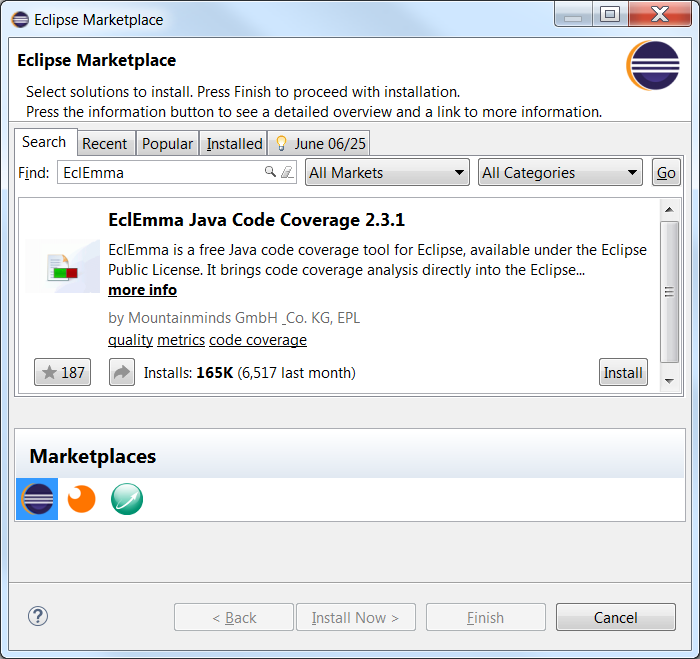 Eclipse Marketplace
Eclipse Marketplace
Select solutions to install. Press Finish to proceed with installation.
Press the information button to see a detailed overview and a link to more information.
Search Recent Popular Installed June 06/25
Find: EclEmma All Markets All Categories Go
EclEmma Java Code Coverage 2.3.1
EclEmma is a free Java code coverage tool for Eclipse, available under the Eclipse
Public License. It brings code coverage analysis directly into the Eclipse...
more info
by Mountainminds GmbH _Co. KG, EPL
quality metrics code coverage
187 Installs: 165K (6,517 last month) Install
Marketplaces
? < Back Install Now > Finish Cancel